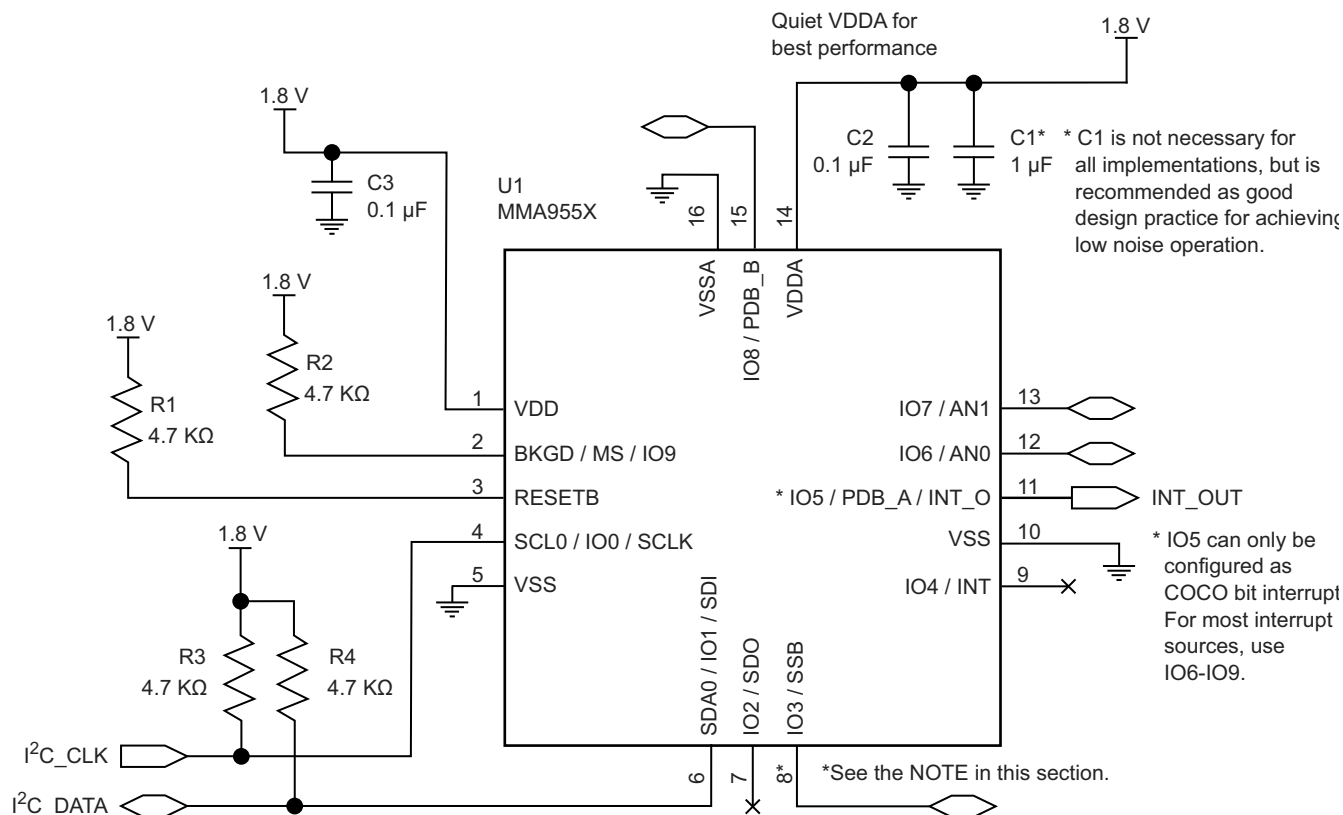 Quiet VDDA for
best performance
1.8 V
1.8 V
C2
0.1 µF
C1*
1 µF
* C1 is not necessary for
all implementations, but is
recommended as good
design practice for achieving
low noise operation.
C3
0.1 µF
U1
MMA955X
16
15
14
VSSA
IO8 / PDB_B
VDDA
1.8 V
R2
4.7 KΩ
1.8 V
R1
4.7 KΩ
1
VDD
2
BKGD / MS / IO9
3
RESETB
4
SCL0 / IO0 / SCLK
5
VSS
IO7 / AN1
13
IO6 / AN0
12
* IO5 / PDB_A / INT_O
11
INT_OUT
VSS
10
IO4 / INT
9
* IO5 can only be
configured as
COCO bit interrupt
For most interrupt
sources, use
IO6-IO9.
1.8 V
R3
4.7 KΩ
R4
4.7 KΩ
SDA0 / IO1 / SDI
IO2 / SDO
IO3 / SSB
6
7
8*
*See the NOTE in this section.
I²C_CLK
I²C_DATA